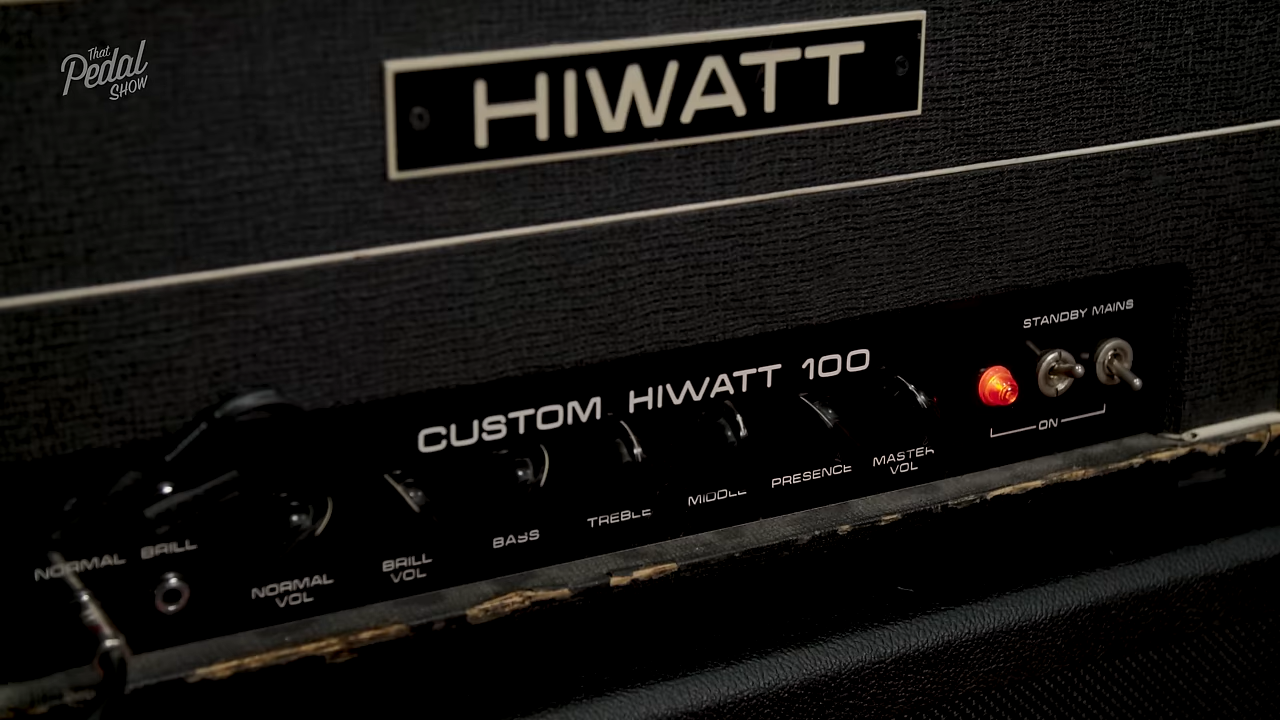 That
Pedal
SHOW
HIWATT
CUSTOM HIWATT 100
STANDBY MAINS
ON
NORMAL
BRILL
NORMAL
VOL
BRILL
VOL
BASS
TREBLE
MIDDLE
PRESENCE
MASTER
VOL